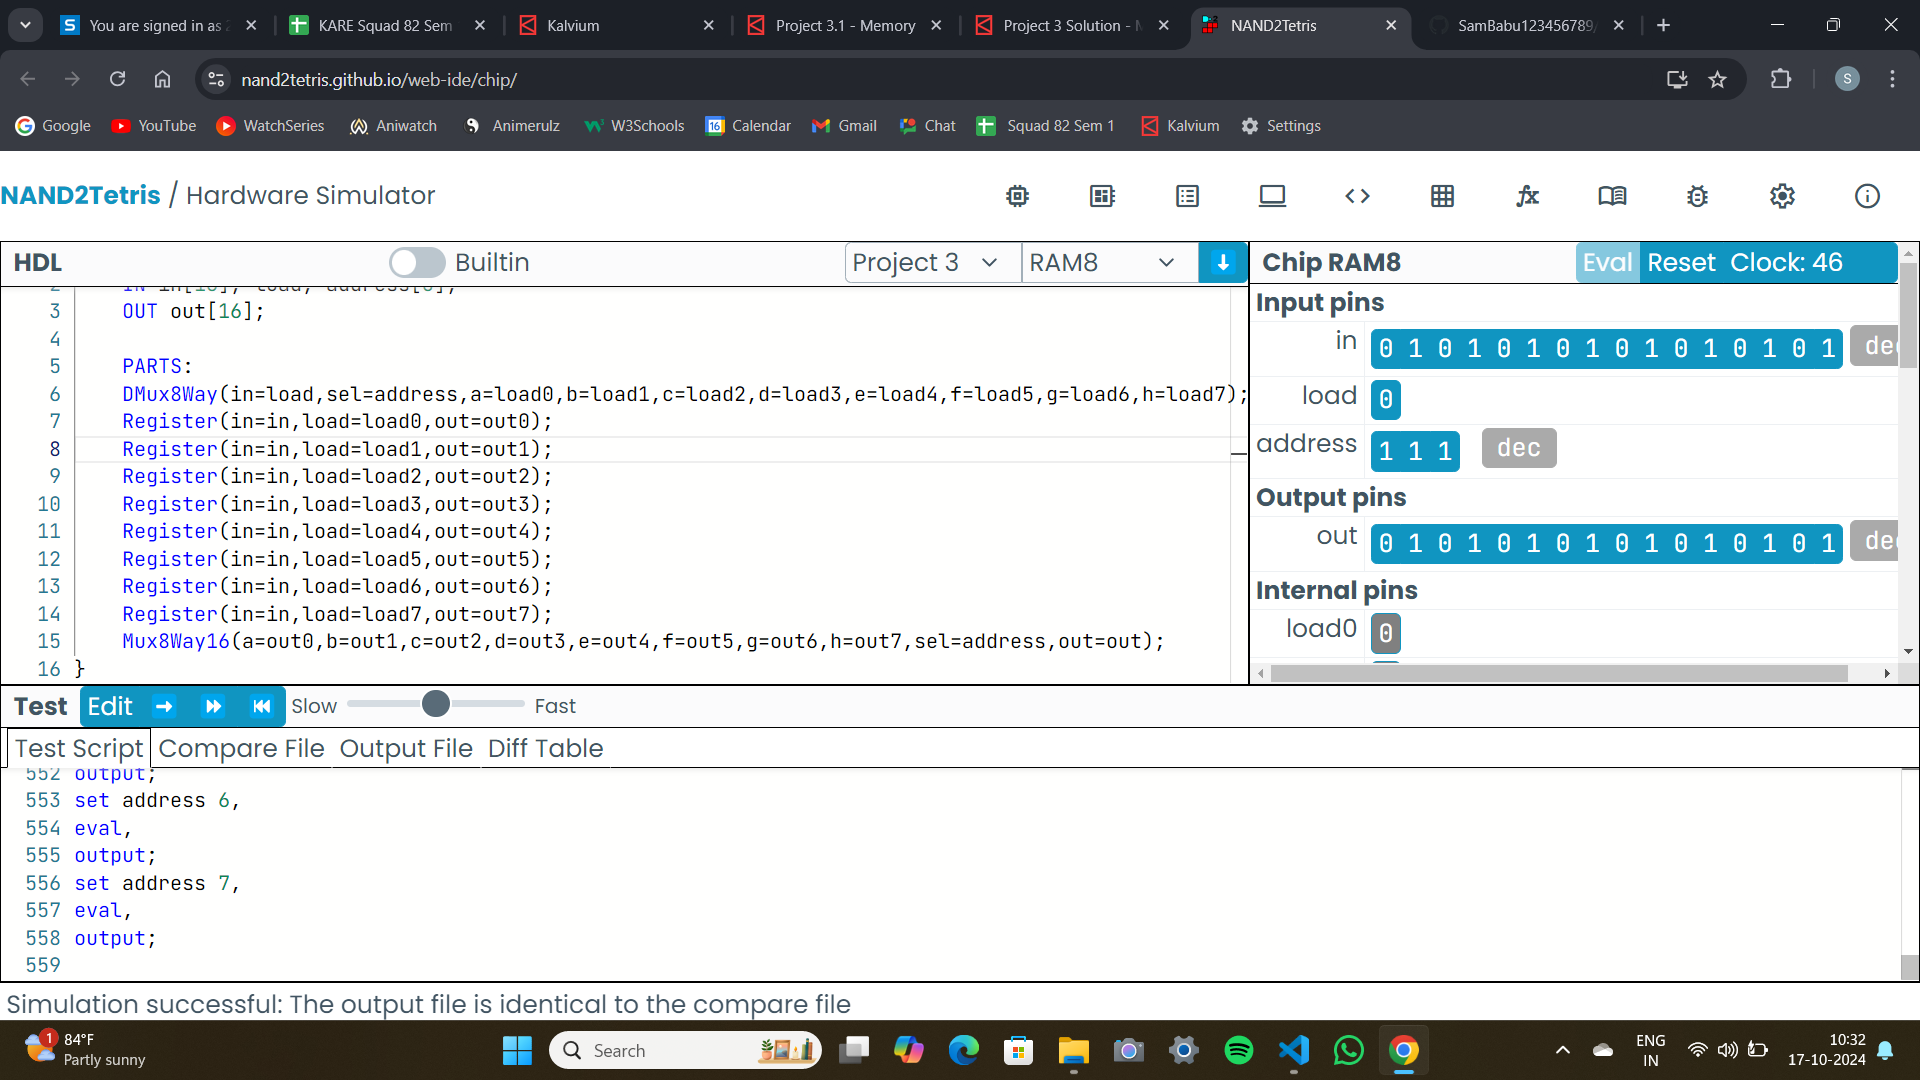 You are signed in as
KARE Squad 82 Sem
Kalvium
Project 3.1 - Memory
Project 3 Solution -
NAND2Tetris
SamBabu123456789/
nand2tetris.github.io/web-ide/chip/
S
Google YouTube WatchSeries Aniwatch Animerulz W3Schools Calendar Gmail Chat Squad 82 Sem 1 Kalvium Settings
NAND2Tetris / Hardware Simulator
HDL Builtin Project 3 RAM8
3 OUT out[16];
4
5 PARTS:
6 DMux8Way(in=load,sel=address,a=load0,b=load1,c=load2,d=load3,e=load4,f=load5,g=load6,h=load7);
7 Register(in=in,load=load0,out=out0);
8 Register(in=in,load=load1,out=out1);
9 Register(in=in,load=load2,out=out2);
10 Register(in=in,load=load3,out=out3);
11 Register(in=in,load=load4,out=out4);
12 Register(in=in,load=load5,out=out5);
13 Register(in=in,load=load6,out=out6);
14 Register(in=in,load=load7,out=out7);
15 Mux8Way16(a=out0,b=out1,c=out2,d=out3,e=out4,f=out5,g=out6,h=out7,sel=address,out=out);
16 }
Chip RAM8 Eval Reset Clock: 46
Input pins
in 0 1 0 1 0 1 0 1 0 1 0 1 0 1 0 1 dec
load 0
address 1 1 1 dec
Output pins
out 0 1 0 1 0 1 0 1 0 1 0 1 0 1 0 1 dec
Internal pins
load0 0
Test Edit Slow Fast
Test Script Compare File Output File Diff Table
552 output;
553 set address 6,
554 eval,
555 output;
556 set address 7,
557 eval,
558 output;
559
Simulation successful: The output file is identical to the compare file
1 84°F
Partly sunny
Search
ENG
IN
10:32
17-10-2024